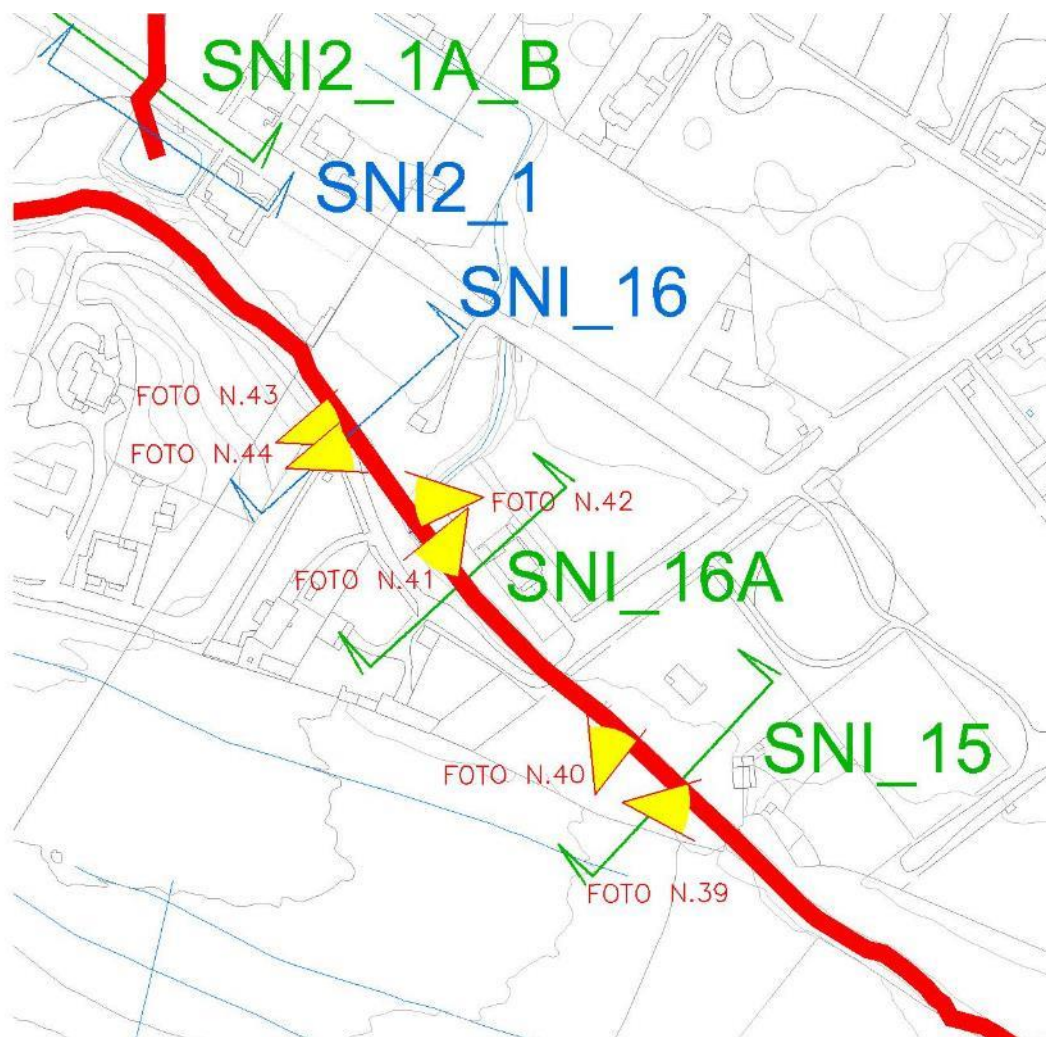 SNI2_1A_B
SNI2_1
SNI_16
FOTO N.43
FOTO N.44
FOTO N.42
FOTO N.41
SNI_16A
SNI_15
FOTO N.40
FOTO N.39